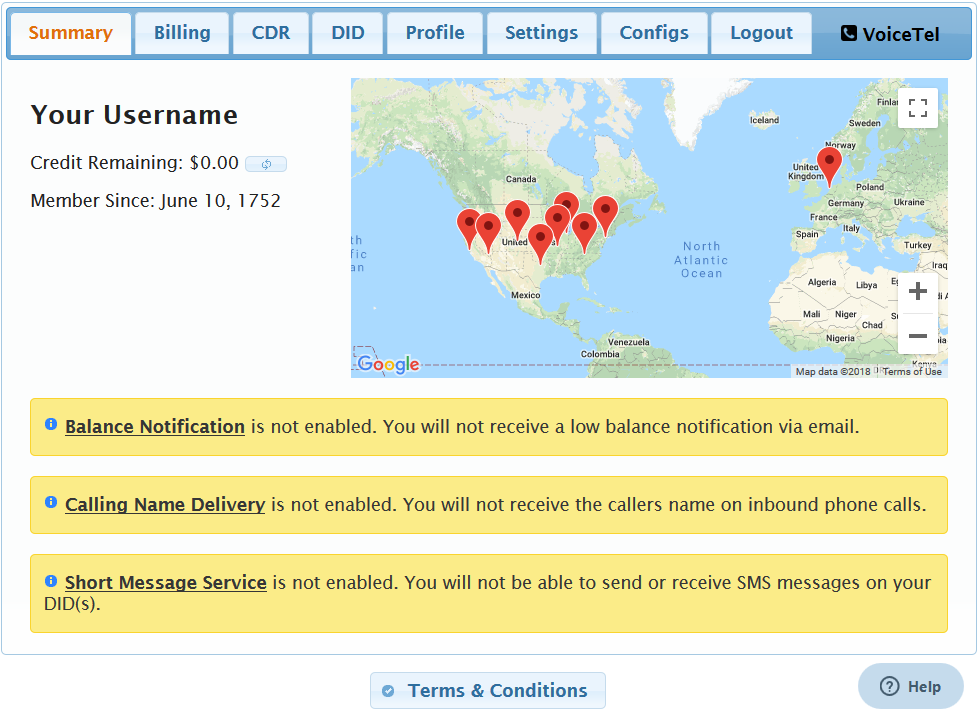 Summary
Billing
CDR
DID
Profile
Settings
Configs
Logout
VoiceTel
Your Username
Credit Remaining: $0.00
Member Since: June 10, 1752
Iceland
Sweden
Norway
United
Kingdom
Canada
Poland
Germany
Ukraine
France
Italy
Spain
Turkey
United
North
Atlantic
Ocean
Iraq
Algeria
Libya
Mexico
Mali
Niger
Chad
Nigeria
Venezuela
Colombia
Kenya
Google
Map data ©2018
Terms of Use
Balance Notification is not enabled. You will not receive a low balance notification via email.
Calling Name Delivery is not enabled. You will not receive the callers name on inbound phone calls.
Short Message Service is not enabled. You will not be able to send or receive SMS messages on your
DID(s).
Terms & Conditions
Help